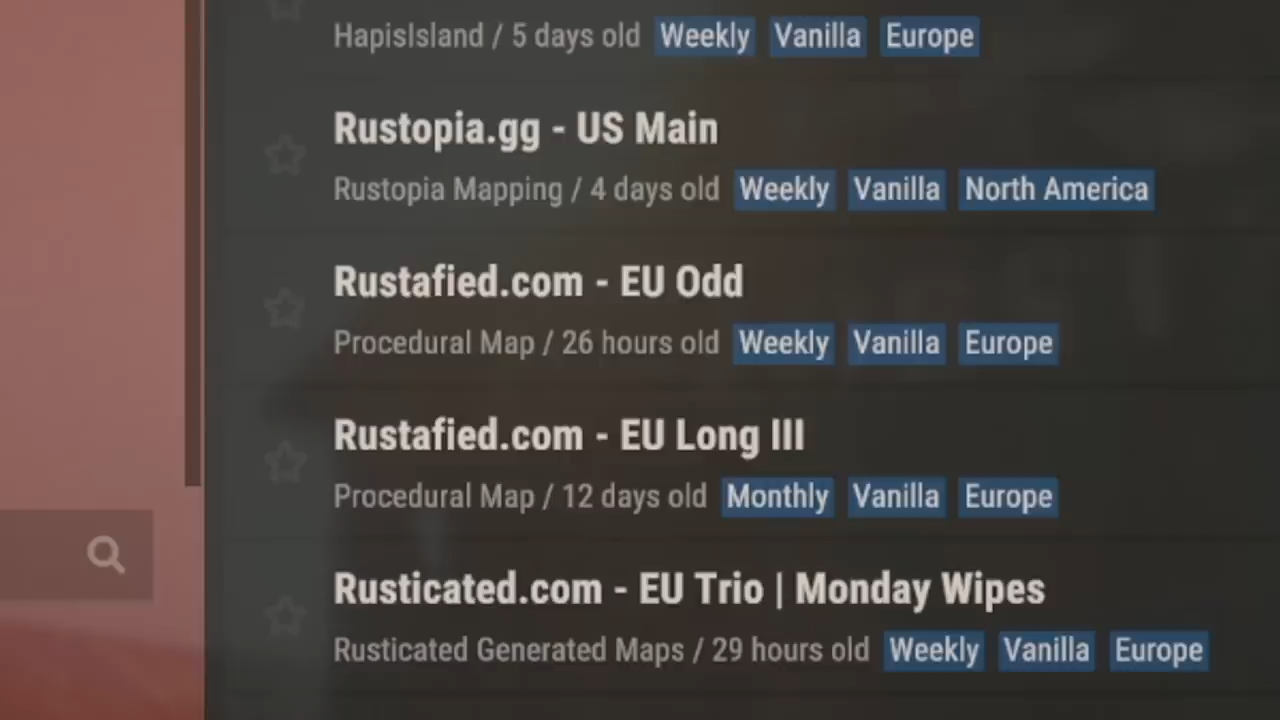 HapisIsland / 5 days old Weekly Vanilla Europe
Rustopia.gg - US Main
Rustopia Mapping / 4 days old Weekly Vanilla North America
Rustafied.com - EU Odd
Procedural Map / 26 hours old Weekly Vanilla Europe
Rustafied.com - EU Long III
Procedural Map / 12 days old Monthly Vanilla Europe
Rusticated.com - EU Trio | Monday Wipes
Rusticated Generated Maps / 29 hours old Weekly Vanilla Europe